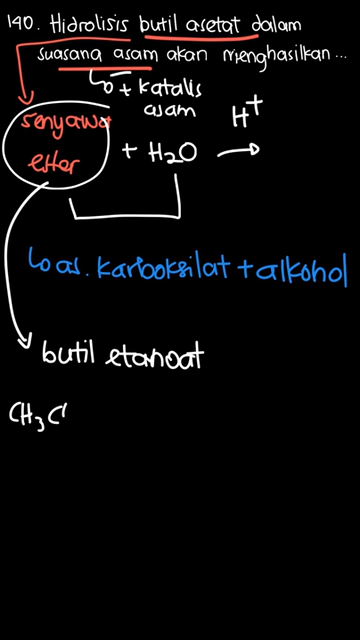 140. Hidrolisis butil asetat dalam
suasana asam akan menghasilkan...
+ katalis
asam
H+
senyawa
ester
+ H2O
as. karboksilat + alkohol
butil etanoat
CH3C